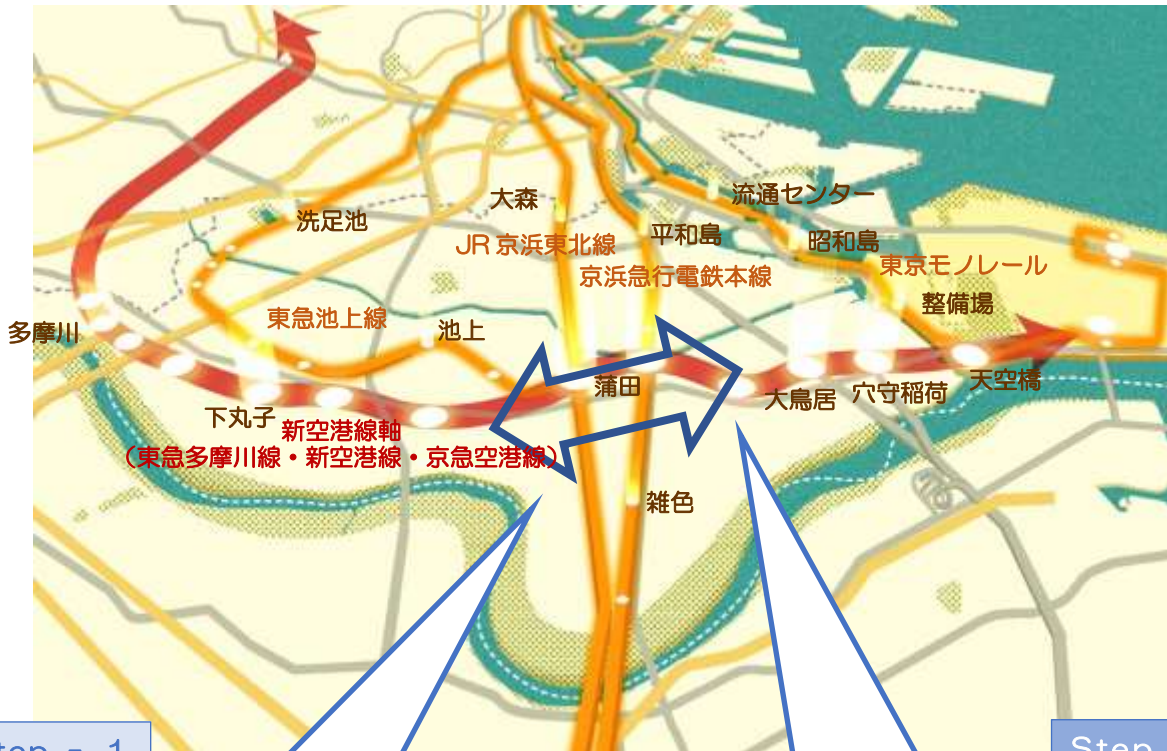 流通センター
大森
洗足池
平和島
昭和島
JR 京浜東北線
東京モノレール
京浜急行電鉄本線
整備場
東急池上線
池上
多摩川
天空橋
蒲田
穴守稲荷
大鳥居
下丸子
新空港線軸
（東急多摩川線・新空港線・京急空港線）
雑色
tep - 1
Step